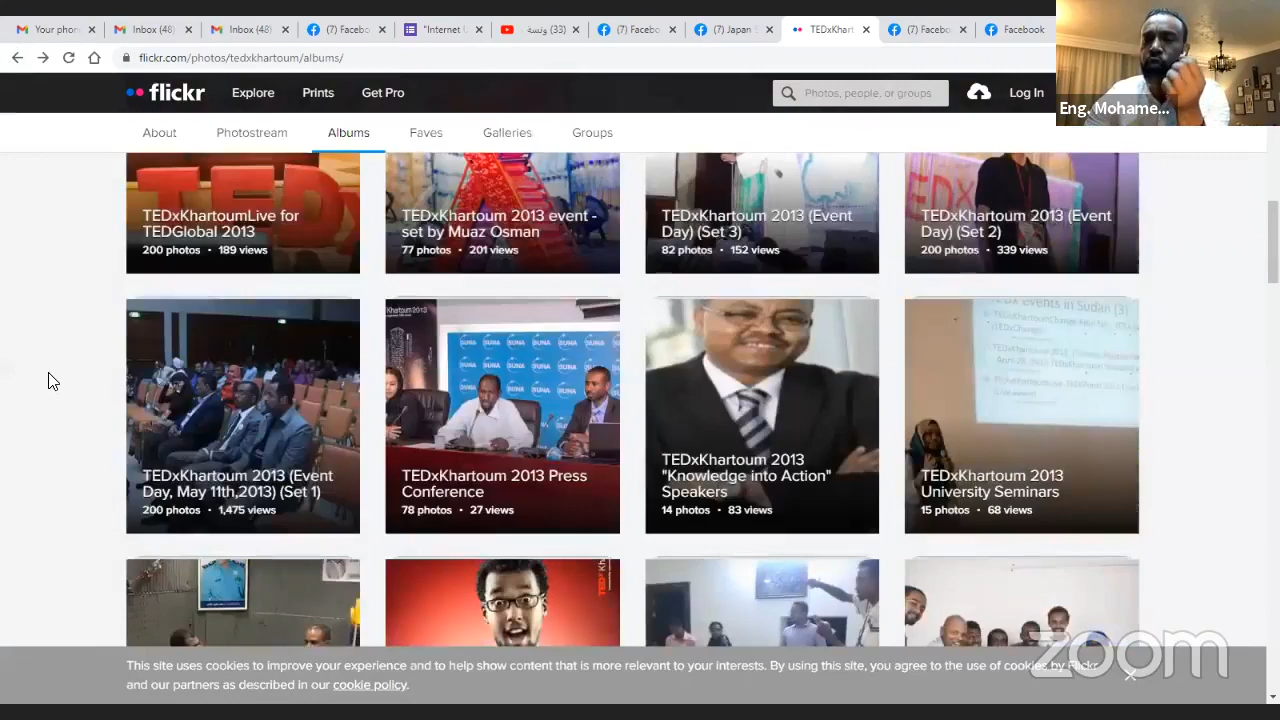 Your phon
Inbox (48)
Inbox (48)
(7) Facebo
"Internet
(33) ونسة
(7) Facebo
(7) Japan S
TEDxKhart
(7) Facebo
Facebook
flickr.com/photos/tedxkhartoum/albums/
flickr
Explore
Prints
Get Pro
Photos, people, or groups
Log In
Eng. Mohame...
About
Photostream
Albums
Faves
Galleries
Groups
TED
TEDxKhartoumLive for
TEDGlobal 2013
200 photos • 189 views
TEDxKhartoum 2013 event -
set by Muaz Osman
77 photos • 201 views
TEDxKhartoum 2013 (Event
Day) (Set 3)
82 photos • 152 views
TEDxKhartoum 2013 (Event
Day) (Set 2)
200 photos • 339 views
TEDxKhartoum 2013 (Event
Day, May 11th,2013) (Set 1)
200 photos • 1,475 views
SUNA
TEDxKhartoum 2013 Press
Conference
78 photos • 27 views
TEDxKhartoum 2013
"Knowledge into Action"
Speakers
14 photos • 83 views
Events in Sudan (3)
TEDxKhartoum 2013
University Seminars
15 photos • 68 views
This site uses cookies to improve your experience and to help show content that is more relevant to your interests. By using this site, you agree to the use of cookies by Flickr
and our partners as described in our cookie policy.
zoom